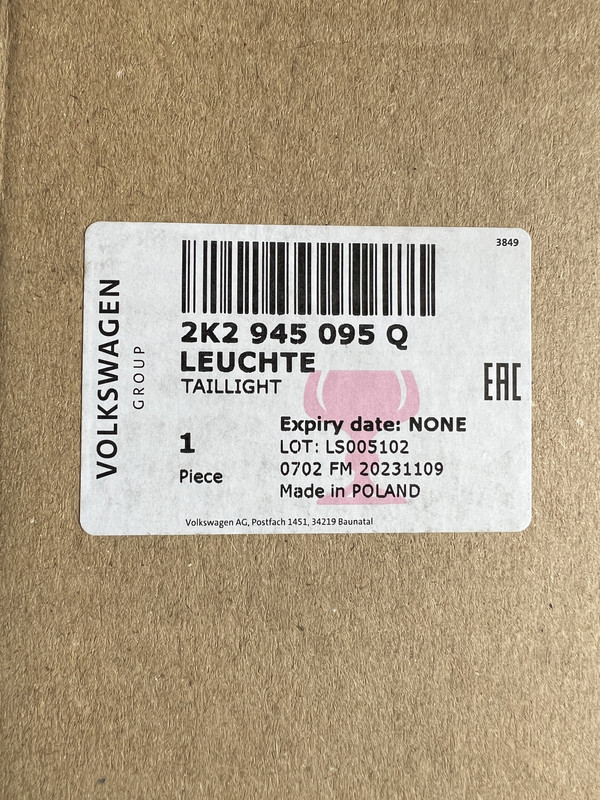 3849
VOLKSWAGEN
GROUP
2K2 945 095 Q
LEUCHTE
TAILLIGHT
EAC
1
Piece
Expiry date: NONE
LOT: LS005102
0702 FM 20231109
Made in POLAND
Volkswagen AG, Postfach 1451, 34219 Baunatal